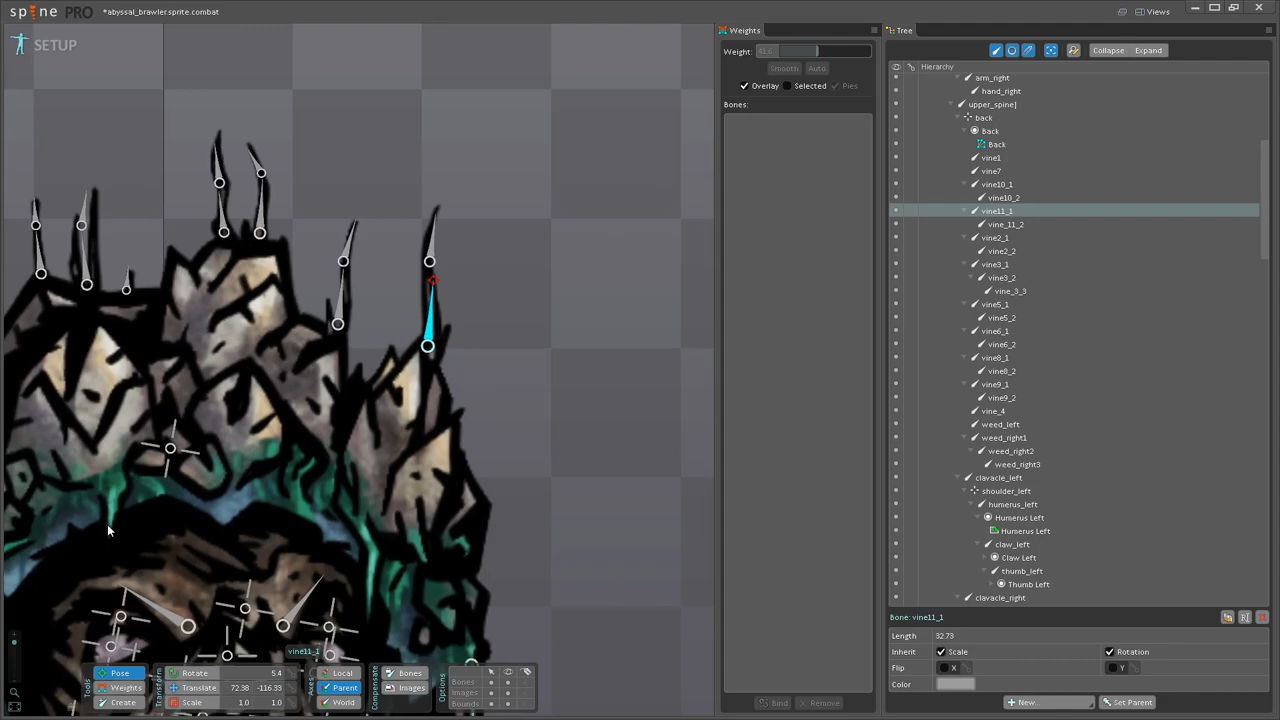 spine PRO
*abyssal_brawler.sprite.combat
Views
SETUP
Weights
Weight:
Smooth
Auto
Overlay
Selected
Pies
Bones:
Bind
Remove
Tree
Collapse
Expand
Hierarchy
arm_right
hand_right
upper_spine]
back
Back
Back
vine1
vine7
vine10_1
vine10_2
vine11_1
vine_11_2
vine2_1
vine2_2
vine3_1
vine3_2
vine_3_3
vine5_1
vine5_2
vine6_1
vine6_2
vine8_1
vine8_2
vine9_1
vine9_2
vine_4
weed_left
weed_right1
weed_right2
weed_right3
clavacle_left
shoulder_left
humerus_left
Humerus Left
Humerus Left
claw_left
Claw Left
thumb_left
Thumb Left
clavacle_right
Bone: vine11_1
Length 32.73
Inherit Scale Rotation
Flip X Y
Color
New...
Set Parent
vine11_1
Tools
Pose
Weights
Create
Transform
Rotate 5.4
Translate 72.38 -116.33
Scale 1.0 1.0
Axes
Local
Parent
World
Compensate
Bones
Images
Options
Bones
Images
Bounds